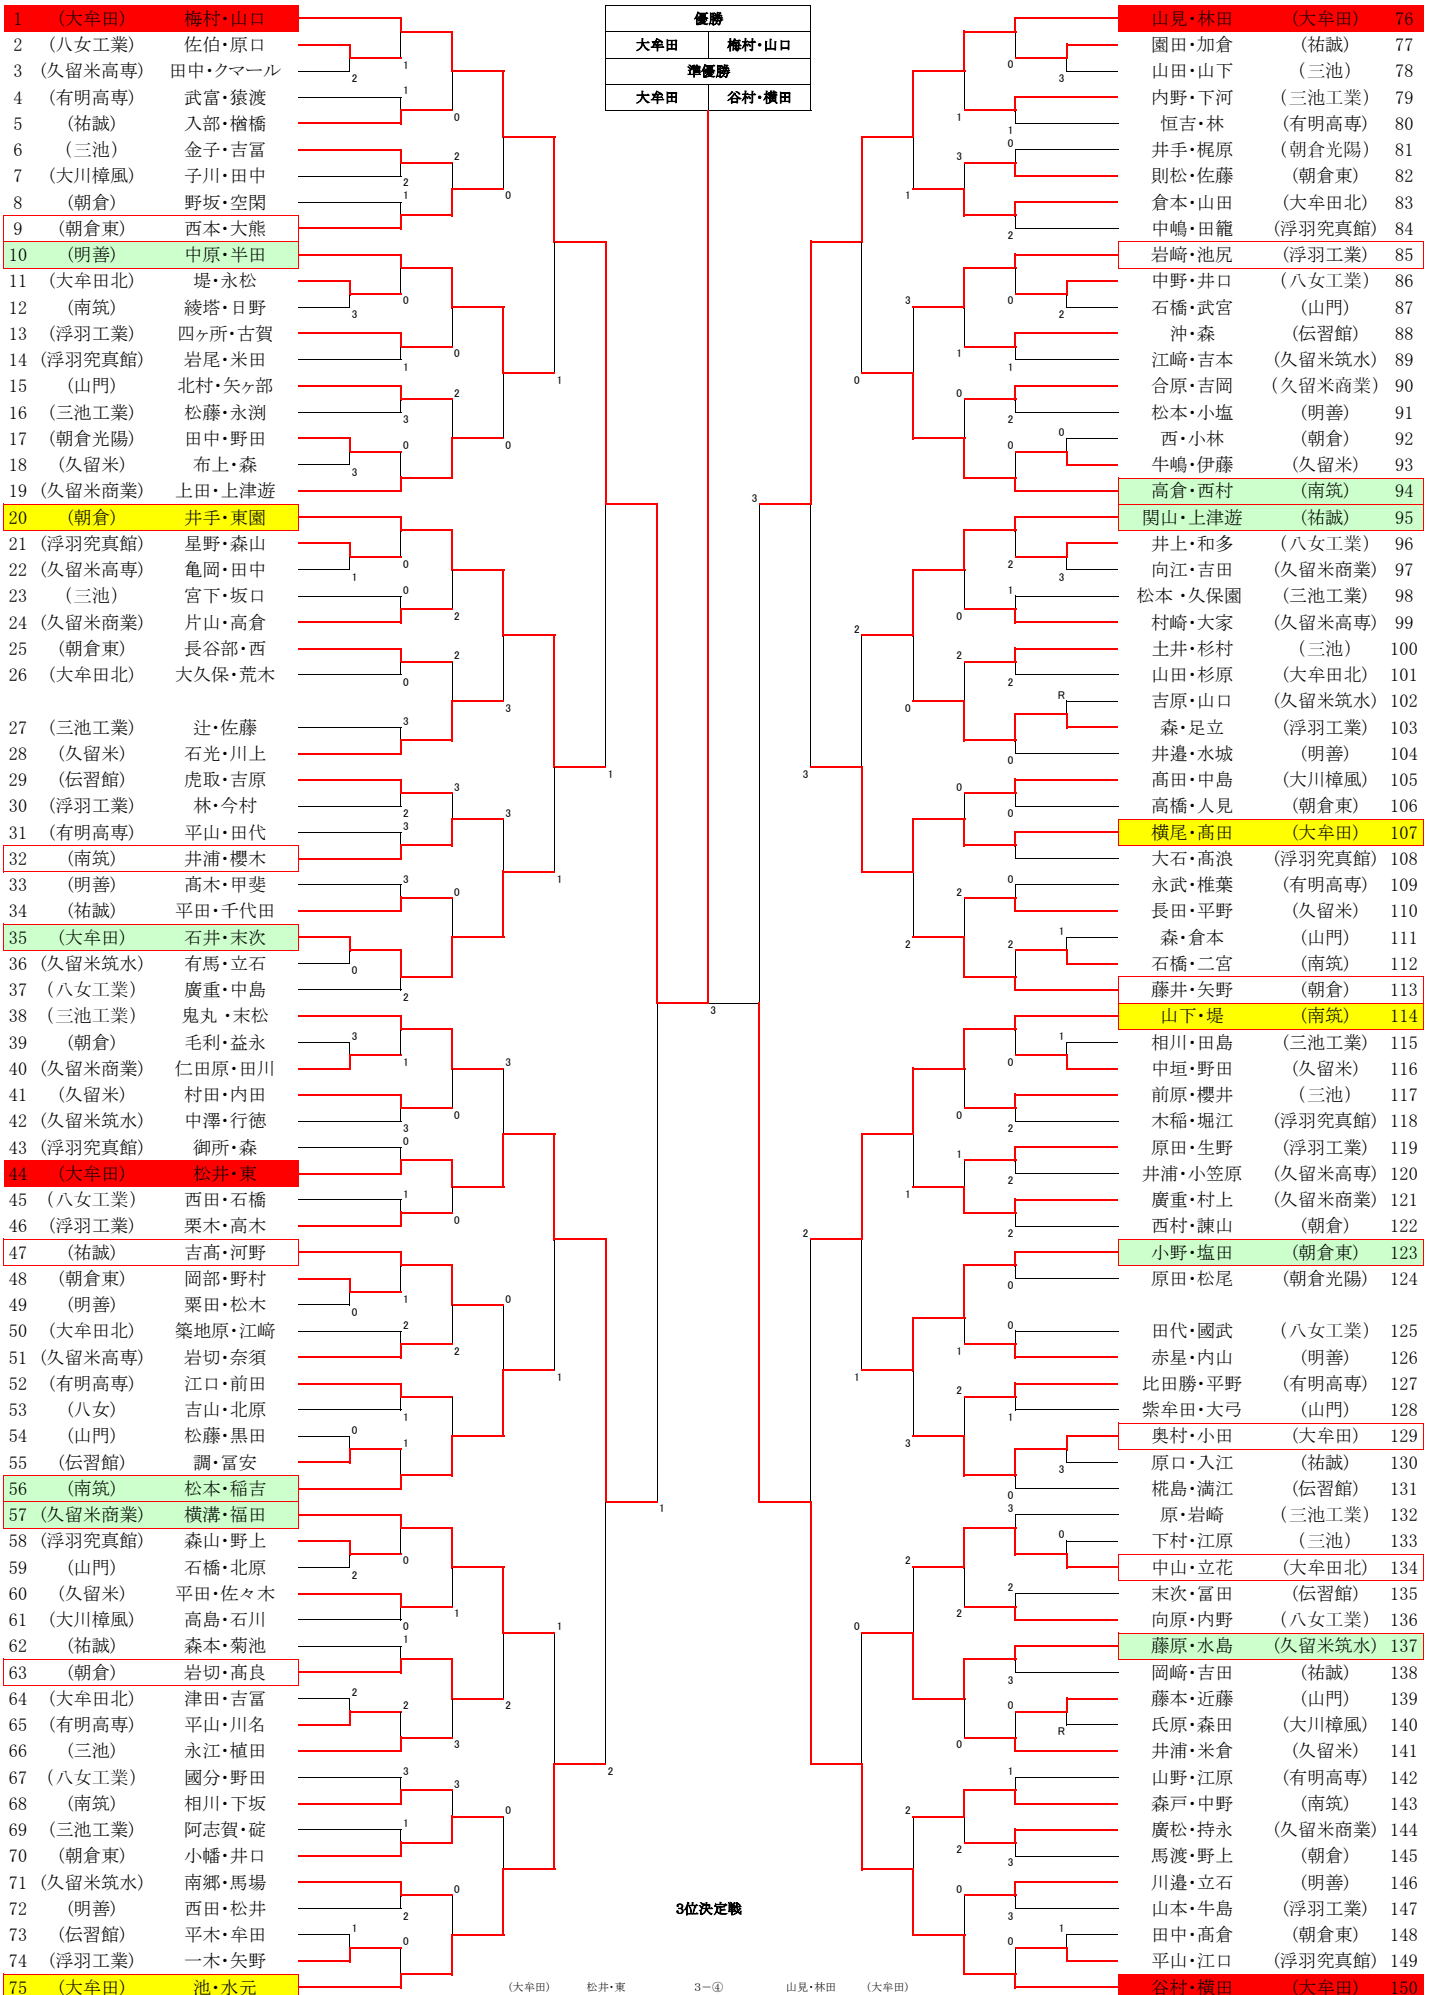 優勝
大牟田 梅村・山口
準優勝
大牟田 谷村・横田
1 (大牟田) 梅村・山口
2 (八女工業) 佐伯・原口
3 (久留米高専) 田中・クマール
4 (有明高専) 武富・猿渡
5 (祐誠) 入部・楢橋
6 (三池) 金子・吉冨
7 (大川樟風) 子川・田中
8 (朝倉) 野坂・空閑
9 (朝倉東) 西本・大熊
10 (明善) 中原・半田
11 (大牟田北) 堤・永松
12 (南筑) 綾塔・日野
13 (浮羽工業) 四ヶ所・古賀
14 (浮羽究真館) 岩尾・米田
15 (山門) 北村・矢ヶ部
16 (三池工業) 松藤・永渕
17 (朝倉光陽) 田中・野田
18 (久留米) 布上・森
19 (久留米商業) 上田・上津遊
20 (朝倉) 井手・東園
21 (浮羽究真館) 星野・森山
22 (久留米高専) 亀岡・田中
23 (三池) 宮下・坂口
24 (久留米商業) 片山・高倉
25 (朝倉東) 長谷部・西
26 (大牟田北) 大久保・荒木
27 (三池工業) 辻・佐藤
28 (久留米) 石光・川上
29 (伝習館) 虎取・吉原
30 (浮羽工業) 林・今村
31 (有明高専) 平山・田代
32 (南筑) 井浦・櫻木
33 (明善) 髙木・甲斐
34 (祐誠) 平田・千代田
35 (大牟田) 石井・末次
36 (久留米筑水) 有馬・立石
37 (八女工業) 廣重・中島
38 (三池工業) 鬼丸・末松
39 (朝倉) 毛利・益永
40 (久留米商業) 仁田原・田川
41 (久留米) 村田・内田
42 (久留米筑水) 中澤・行徳
43 (浮羽究真館) 御所・森
44 (大牟田) 松井・東
45 (八女工業) 西田・石橋
46 (浮羽工業) 栗木・高木
47 (祐誠) 吉髙・河野
48 (朝倉東) 岡部・野村
49 (明善) 粟田・松木
50 (大牟田北) 築地原・江﨑
51 (久留米高専) 岩切・奈須
52 (有明高専) 江口・前田
53 (八女) 吉山・北原
54 (山門) 松藤・黒田
55 (伝習館) 調・冨安
56 (南筑) 松本・稲吉
57 (久留米商業) 横溝・福田
58 (浮羽究真館) 森山・野上
59 (山門) 石橋・北原
60 (久留米) 平田・佐々木
61 (大川樟風) 高島・石川
62 (祐誠) 森本・菊池
63 (朝倉) 岩切・髙良
64 (大牟田北) 津田・吉冨
65 (有明高専) 平山・川名
66 (三池) 永江・植田
67 (八女工業) 國分・野田
68 (南筑) 相川・下坂
69 (三池工業) 阿志賀・碇
70 (朝倉東) 小幡・井口
71 (久留米筑水) 南郷・馬場
72 (明善) 西田・松井
73 (伝習館) 平木・牟田
74 (浮羽工業) 一木・矢野
75 (大牟田) 池・水元
山見・林田 (大牟田) 76
園田・加倉 (祐誠) 77
山田・山下 (三池) 78
内野・下河 (三池工業) 79
恒吉・林 (有明高専) 80
井手・梶原 (朝倉光陽) 81
則松・佐藤 (朝倉東) 82
倉本・山田 (大牟田北) 83
中嶋・田籠 (浮羽究真館) 84
岩﨑・池尻 (浮羽工業) 85
中野・井口 (八女工業) 86
石橋・武宮 (山門) 87
沖・森 (伝習館) 88
江﨑・吉本 (久留米筑水) 89
合原・吉岡 (久留米商業) 90
松本・小塩 (明善) 91
西・小林 (朝倉) 92
牛嶋・伊藤 (久留米) 93
高倉・西村 (南筑) 94
関山・上津遊 (祐誠) 95
井上・和多 (八女工業) 96
向江・吉田 (久留米商業) 97
松本・久保園 (三池工業) 98
村崎・大家 (久留米高専) 99
土井・杉村 (三池) 100
山田・杉原 (大牟田北) 101
吉原・山口 (久留米筑水) 102
森・足立 (浮羽工業) 103
井邉・水城 (明善) 104
髙田・中島 (大川樟風) 105
高橋・人見 (朝倉東) 106
横尾・髙田 (大牟田) 107
大石・髙浪 (浮羽究真館) 108
永武・椎葉 (有明高専) 109
長田・平野 (久留米) 110
森・倉本 (山門) 111
石橋・二宮 (南筑) 112
藤井・矢野 (朝倉) 113
山下・堤 (南筑) 114
相川・田島 (三池工業) 115
中垣・野田 (久留米) 116
前原・櫻井 (三池) 117
木稲・堀江 (浮羽究真館) 118
原田・生野 (浮羽工業) 119
井浦・小笠原 (久留米高専) 120
廣重・村上 (久留米商業) 121
西村・諌山 (朝倉) 122
小野・塩田 (朝倉東) 123
原田・松尾 (朝倉光陽) 124
田代・國武 (八女工業) 125
赤星・内山 (明善) 126
比田勝・平野 (有明高専) 127
紫牟田・大弓 (山門) 128
奥村・小田 (大牟田) 129
原口・入江 (祐誠) 130
椛島・満江 (伝習館) 131
原・岩崎 (三池工業) 132
下村・江原 (三池) 133
中山・立花 (大牟田北) 134
末次・冨田 (伝習館) 135
向原・内野 (八女工業) 136
藤原・水島 (久留米筑水) 137
岡﨑・吉田 (祐誠) 138
藤本・近藤 (山門) 139
氏原・森田 (大川樟風) 140
井浦・米倉 (久留米) 141
山野・江原 (有明高専) 142
森戸・中野 (南筑) 143
廣松・持永 (久留米商業) 144
馬渡・野上 (朝倉) 145
川邉・立石 (明善) 146
山本・牛島 (浮羽工業) 147
田中・髙倉 (朝倉東) 148
平山・江口 (浮羽究真館) 149
谷村・横田 (大牟田) 150
3位決定戦
(大牟田) 松井・東 3－④ 山見・林田 (大牟田)